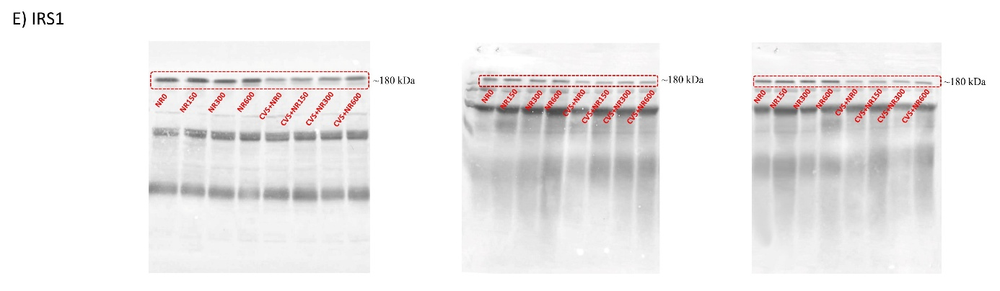 E) IRS1
~180 kDa
NR0
NR150
NR300
NR600
CVS+NR0
CVS+NR150
CVS+NR300
CVS+NR600
~180 kDa
NR0
NR150
NR300
NR600
CVS+NR0
CVS+NR150
CVS+NR300
CVS+NR600
~180 kDa
NR0
NR150
NR300
NR600
CVS+NR0
CVS+NR150
CVS+NR300
CVS+NR600